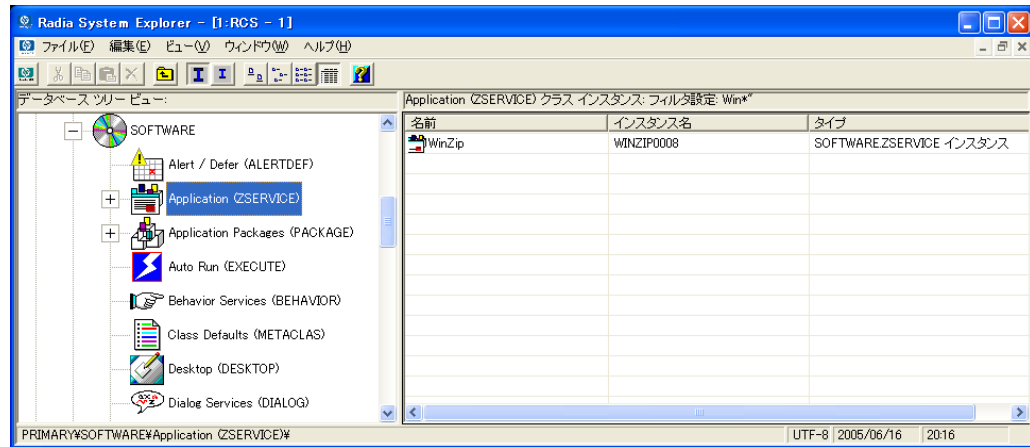 Radia System Explorer - [1:RCS - 1]
ファイル(F) 編集(E) ビュー(V) ウィンドウ(W) ヘルプ(H)
データベース ツリー ビュー:
Application (ZSERVICE) クラス インスタンス: フィルタ設定: Win*"
SOFTWARE
Alert / Defer (ALERTDEF)
Application (ZSERVICE)
Application Packages (PACKAGE)
Auto Run (EXECUTE)
Behavior Services (BEHAVIOR)
Class Defaults (METACLAS)
Desktop (DESKTOP)
Dialog Services (DIALOG)
名前 インスタンス名 タイプ
WinZip WINZIP0008 SOFTWARE.ZSERVICE インスタンス
PRIMARY¥SOFTWARE¥Application (ZSERVICE)¥
UTF-8 2005/06/16 20:16